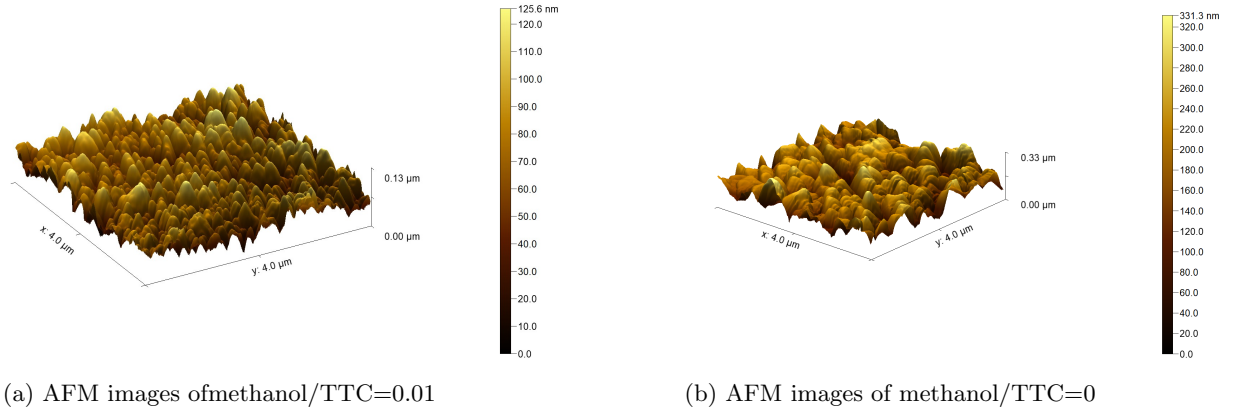 125.6 nm
120.0
110.0
100.0
90.0
80.0
70.0
60.0
50.0
40.0
30.0
20.0
10.0
0.0
0.13 µm
0.00 µm
x: 4.0 µm
y: 4.0 µm
331.3 nm
320.0
280.0
260.0
240.0
220.0
200.0
180.0
160.0
140.0
120.0
100.0
80.0
60.0
40.0
20.0
0.0
0.33 µm
0.00 µm
x: 4.0 µm
y: 4.0 µm
(a) AFM images ofmethanol/TTC=0.01
(b) AFM images of methanol/TTC=0